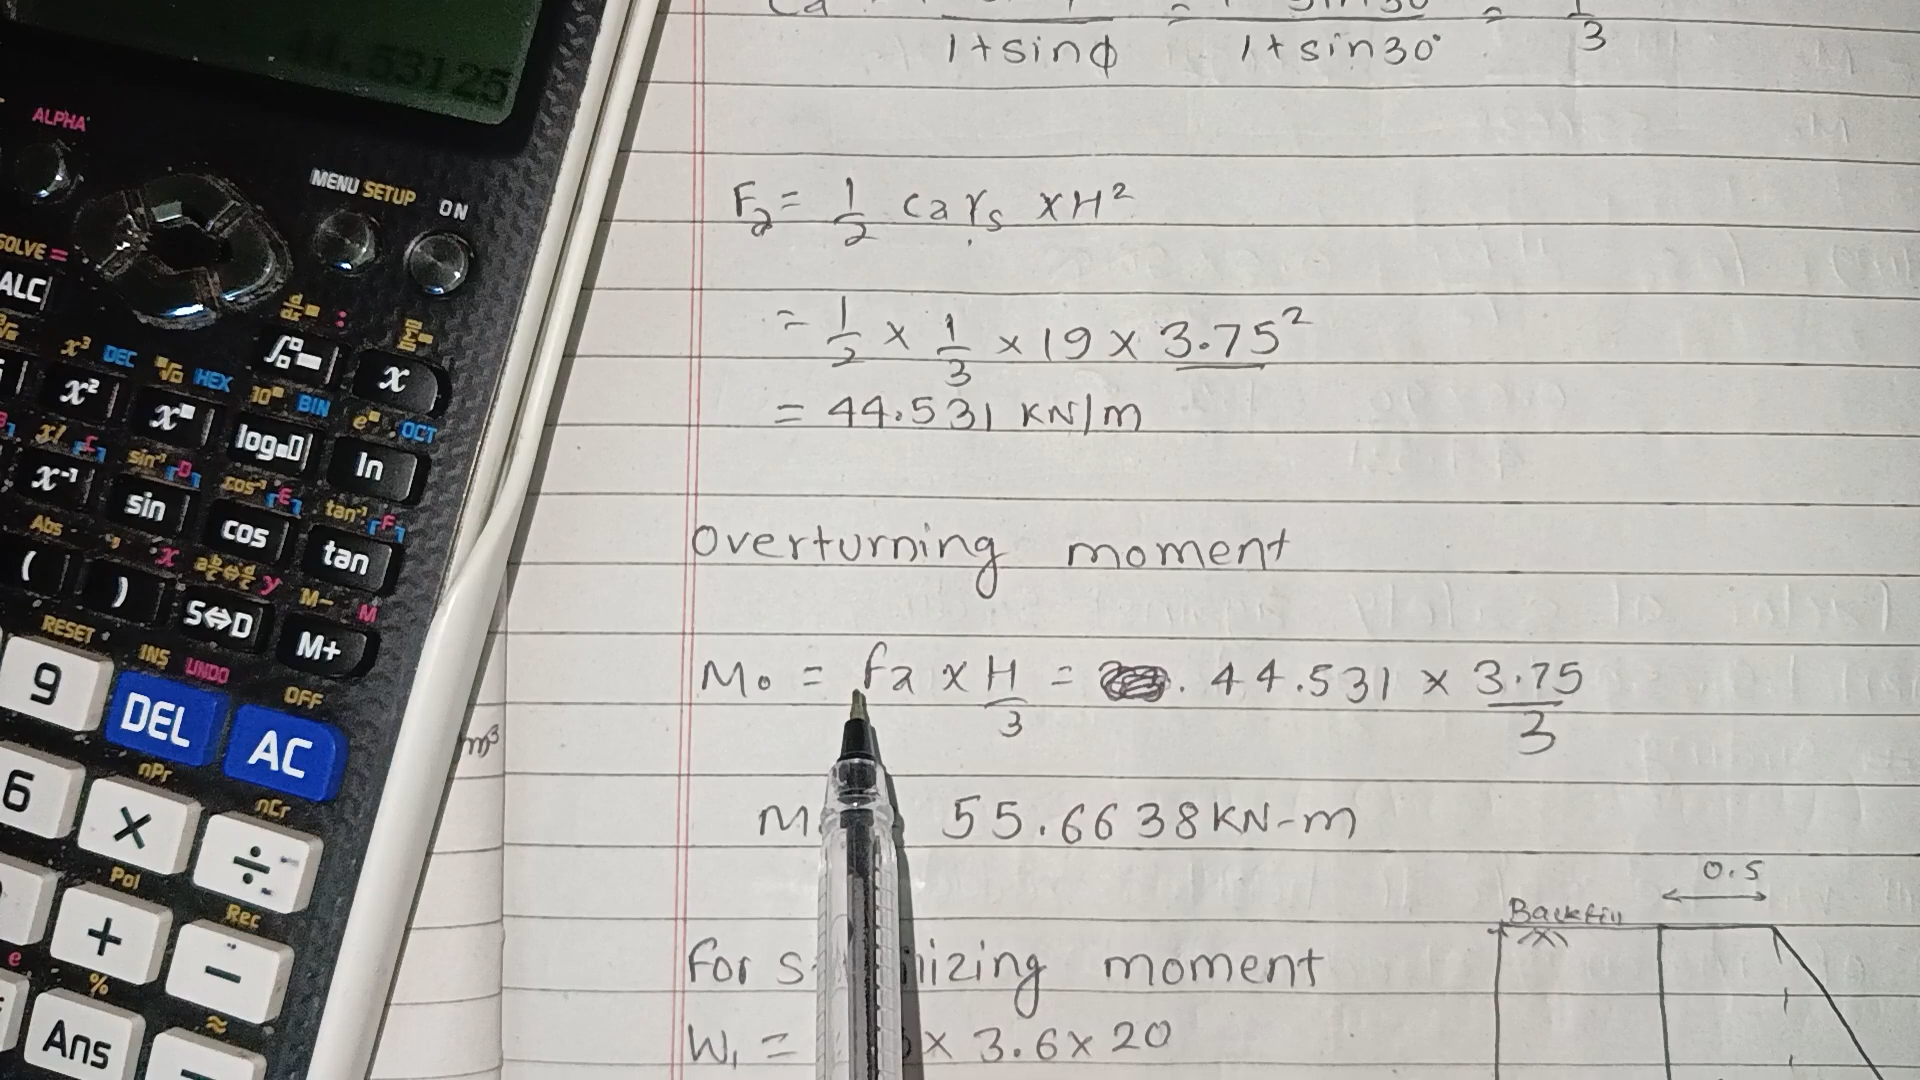 1+sinϕ 1+sin30° 3
F2 = 1/2 ca γs × H²
= 1/2 × 1/3 × 19 × 3.75²
= 44.531 KN/m
Overturning moment
Mo = fa × H/3 = 44.531 × 3.75/3
M 55.6638 KN-m
0.5
Backfill
For s izing moment
W1 = × 3.6 × 20
m³
44.53125
ALPHA
MENU SETUP ON
SOLVE =
ALC
x³ DEC HEX 10 BIN e OCT
x² x log ln
x! sin⁻¹ D cos⁻¹ E tan⁻¹ F
x⁻¹ sin cos tan
Abs , x y M- M
( ) S⇔D M+
RESET INS UNDO OFF
9 DEL AC
nPr nCr
6 × ÷
Pol Rec
+ −
e % ≈
Ans